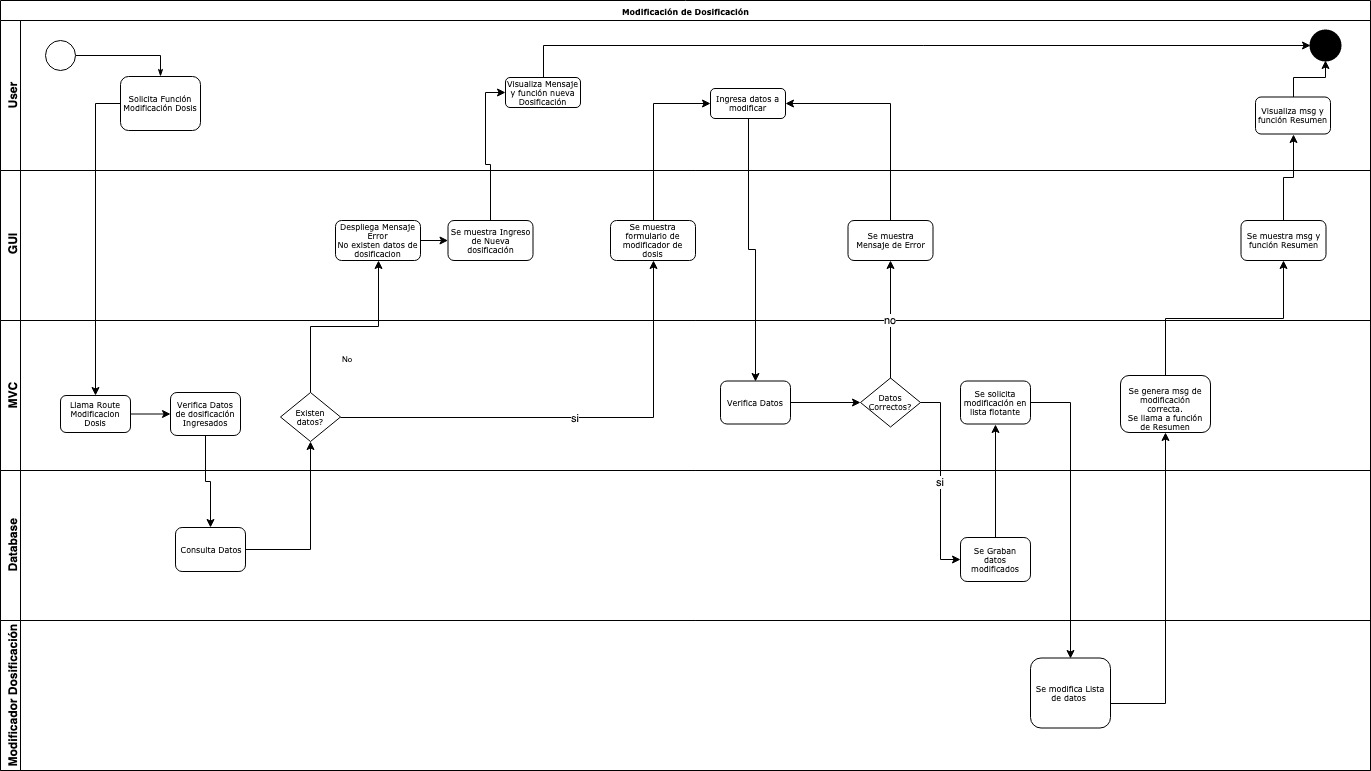 Modificación de Dosificación
User
Solicita Función
Modificación Dosis
Visualiza Mensaje
y función nueva
Dosificación
Ingresa datos a
modificar
Visualiza msg y
función Resumen
GUI
Despliega Mensaje
Error
No existen datos de
dosificacion
Se muestra Ingreso
de Nueva
dosificación
Se muestra
formulario de
modificador de
dosis
Se muestra
Mensaje de Error
Se muestra msg y
función Resumen
no
MVC
No
Llama Route
Modificacion
Dosis
Verifica Datos
de dosificación
Ingresados
Existen
datos?
si
Verifica Datos
Datos
Correctos?
Se solicita
modificación en
lista flotante
Se genera msg de
modificación
correcta.
Se llama a función
de Resumen
si
Database
Consulta Datos
Se Graban
datos
modificados
Modificador Dosificación
Se modifica Lista
de datos